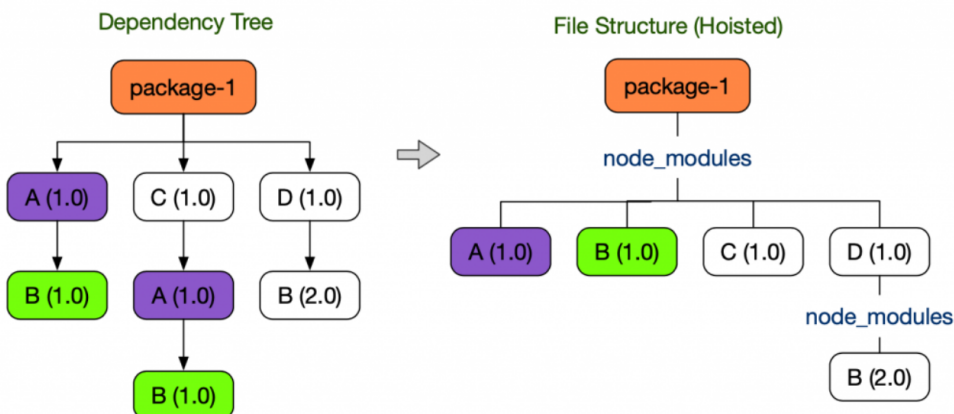 Dependency Tree
package-1
A (1.0)
C (1.0)
D (1.0)
B (1.0)
A (1.0)
B (2.0)
B (1.0)
File Structure (Hoisted)
package-1
node_modules
A (1.0)
B (1.0)
C (1.0)
D (1.0)
node_modules
B (2.0)